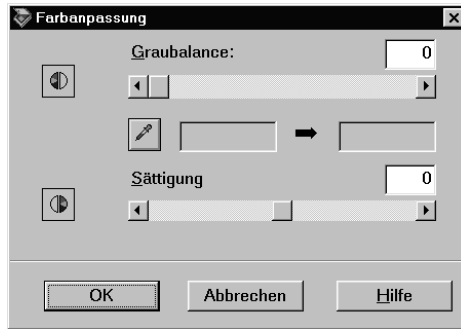 Farbanpassung
Graubalance: 0
Sättigung 0
OK Abbrechen Hilfe